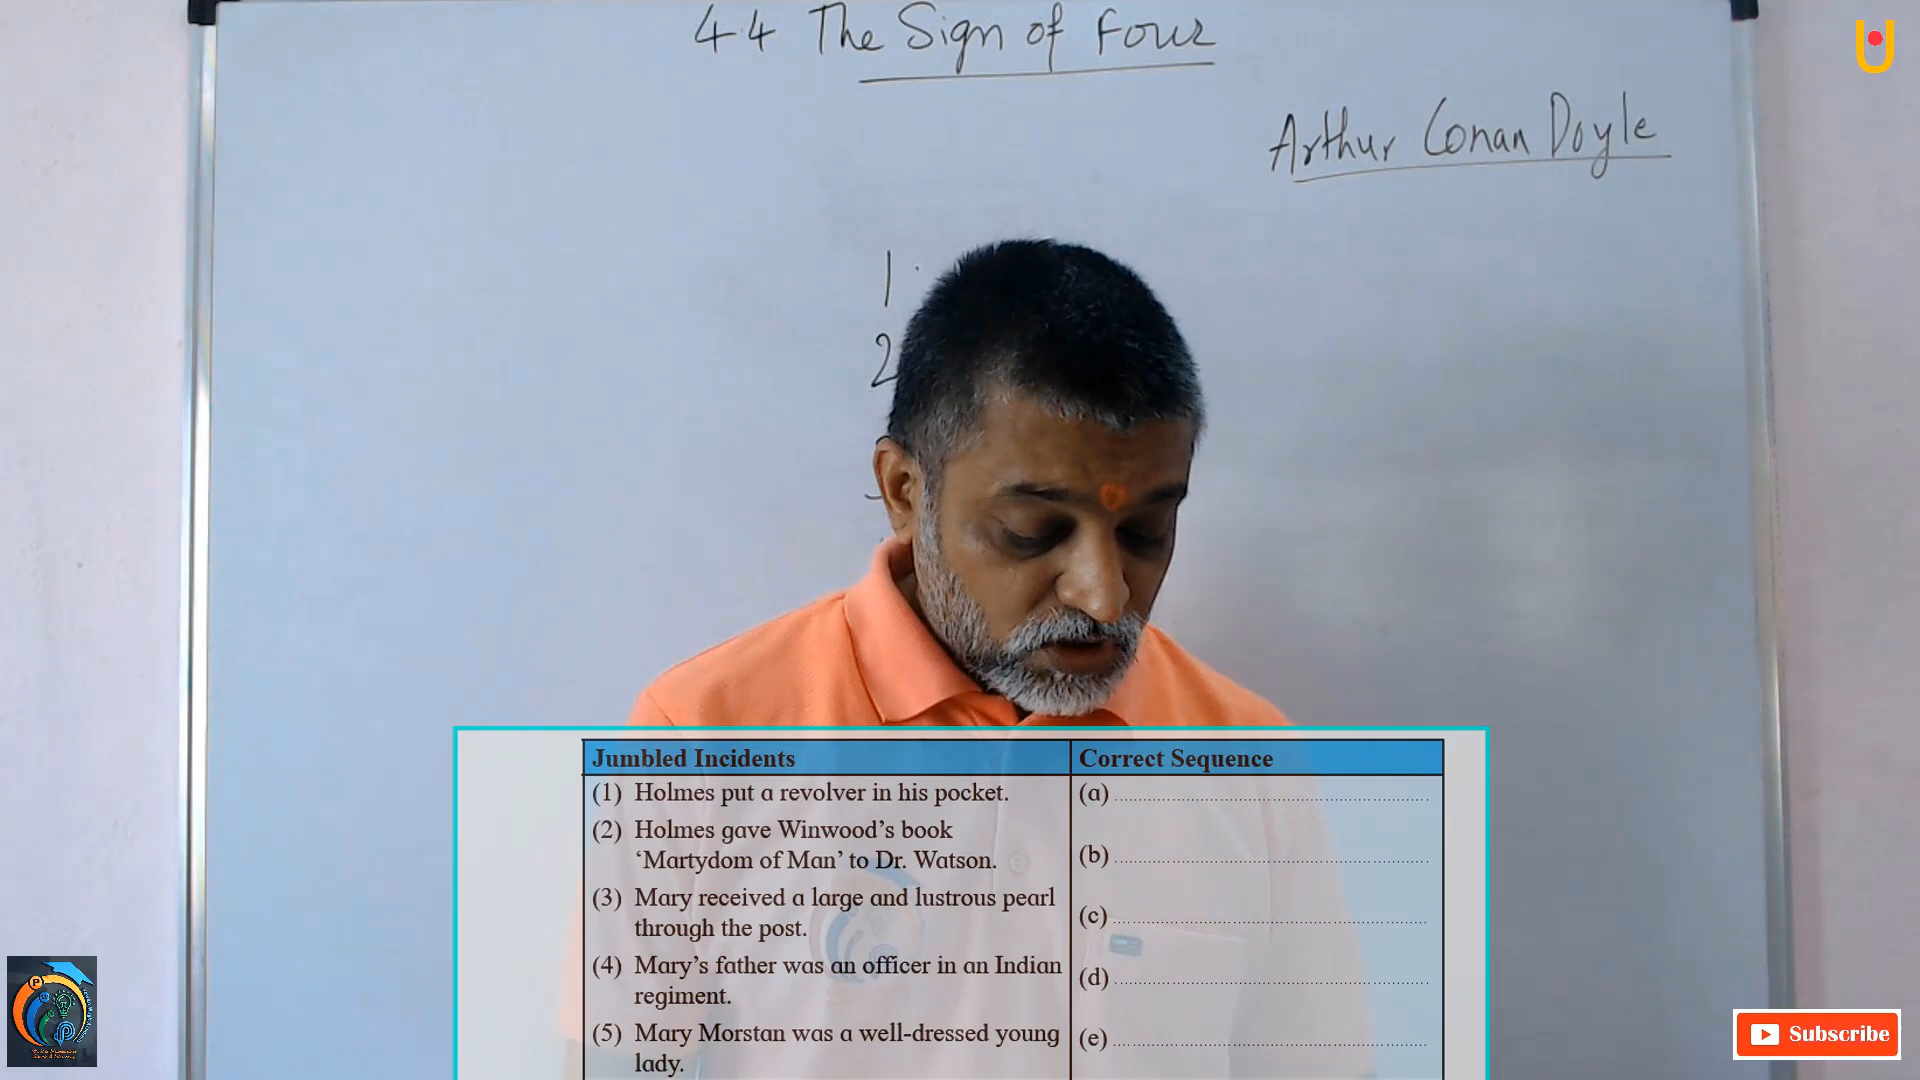 4.4 The Sign of Four
Arthur Conan Doyle
1.
2
Jumbled Incidents
Correct Sequence
(1) Holmes put a revolver in his pocket.
(a)
(2) Holmes gave Winwood's book
'Martydom of Man' to Dr. Watson.
(b)
(3) Mary received a large and lustrous pearl
through the post.
(c)
(4) Mary's father was an officer in an Indian
regiment.
(d)
(5) Mary Morstan was a well-dressed young
lady.
(e)
Subscribe